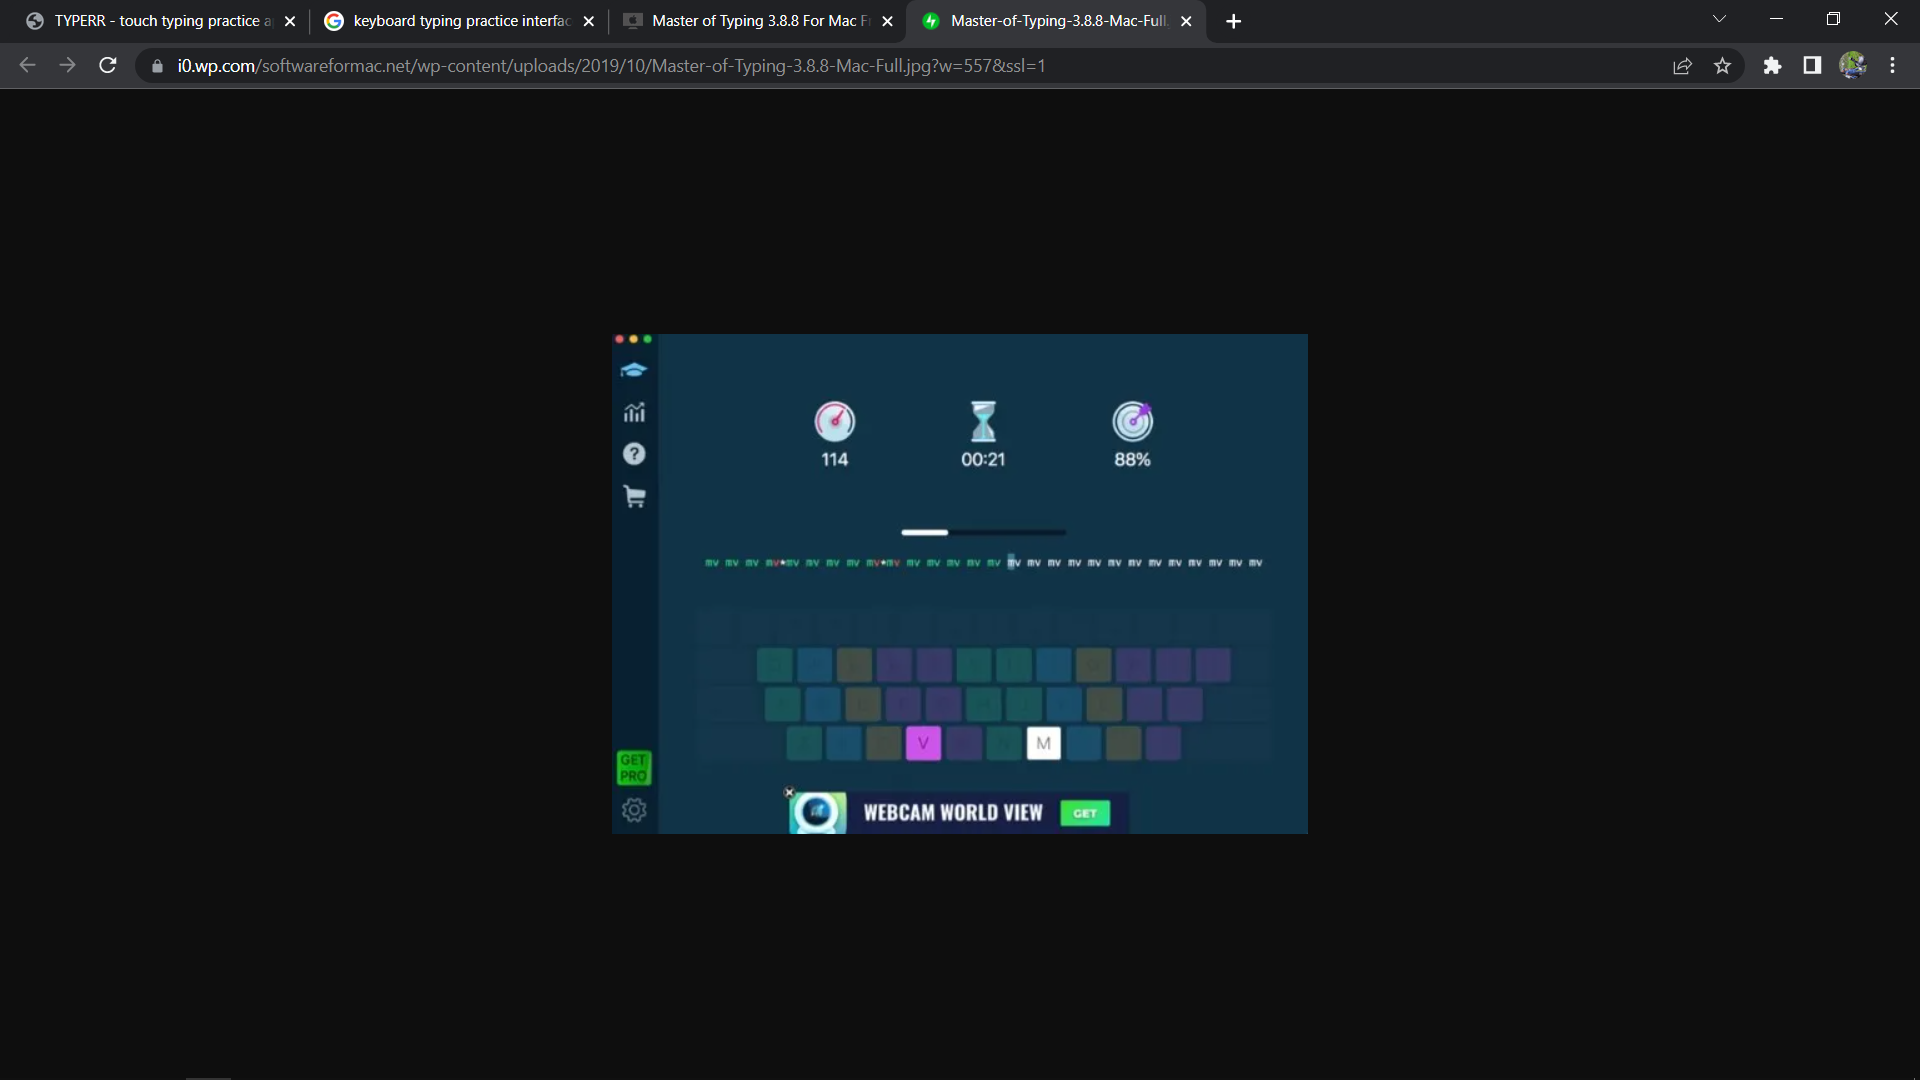 TYPERR - touch typing practice a
keyboard typing practice interfac
Master of Typing 3.8.8 For Mac F
Master-of-Typing-3.8.8-Mac-Full.
i0.wp.com/softwareformac.net/wp-content/uploads/2019/10/Master-of-Typing-3.8.8-Mac-Full.jpg?w=557&ssl=1
114 00:21 88%
mv mv mv mv*mv mv mv mv mv*mv mv mv mv mv mv mv mv mv mv mv mv mv mv mv mv mv mv mv
V M
GET
PRO
WEBCAM WORLD VIEW GET